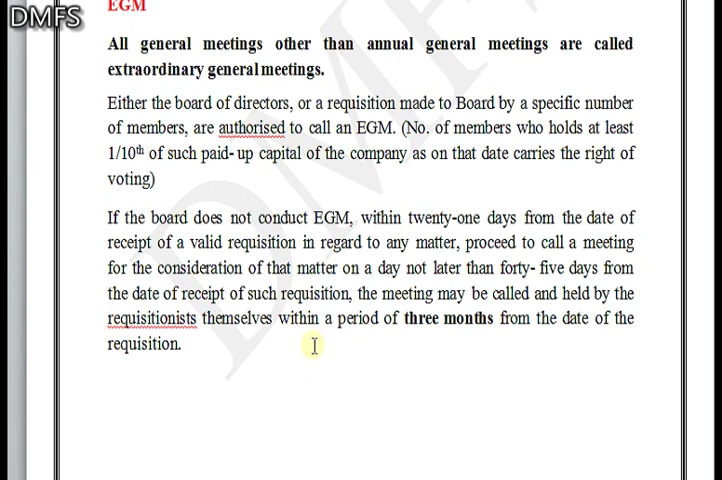 EGM
DMFS
All general meetings other than annual general meetings are called
extraordinary general meetings.
Either the board of directors, or a requisition made to Board by a specific number
of members, are authorised to call an EGM. (No. of members who holds at least
1/10th of such paid- up capital of the company as on that date carries the right of
voting)
If the board does not conduct EGM, within twenty-one days from the date of
receipt of a valid requisition in regard to any matter, proceed to call a meeting
for the consideration of that matter on a day not later than forty- five days from
the date of receipt of such requisition, the meeting may be called and held by the
requisitionists themselves within a period of three months from the date of the
requisition.
DMFS